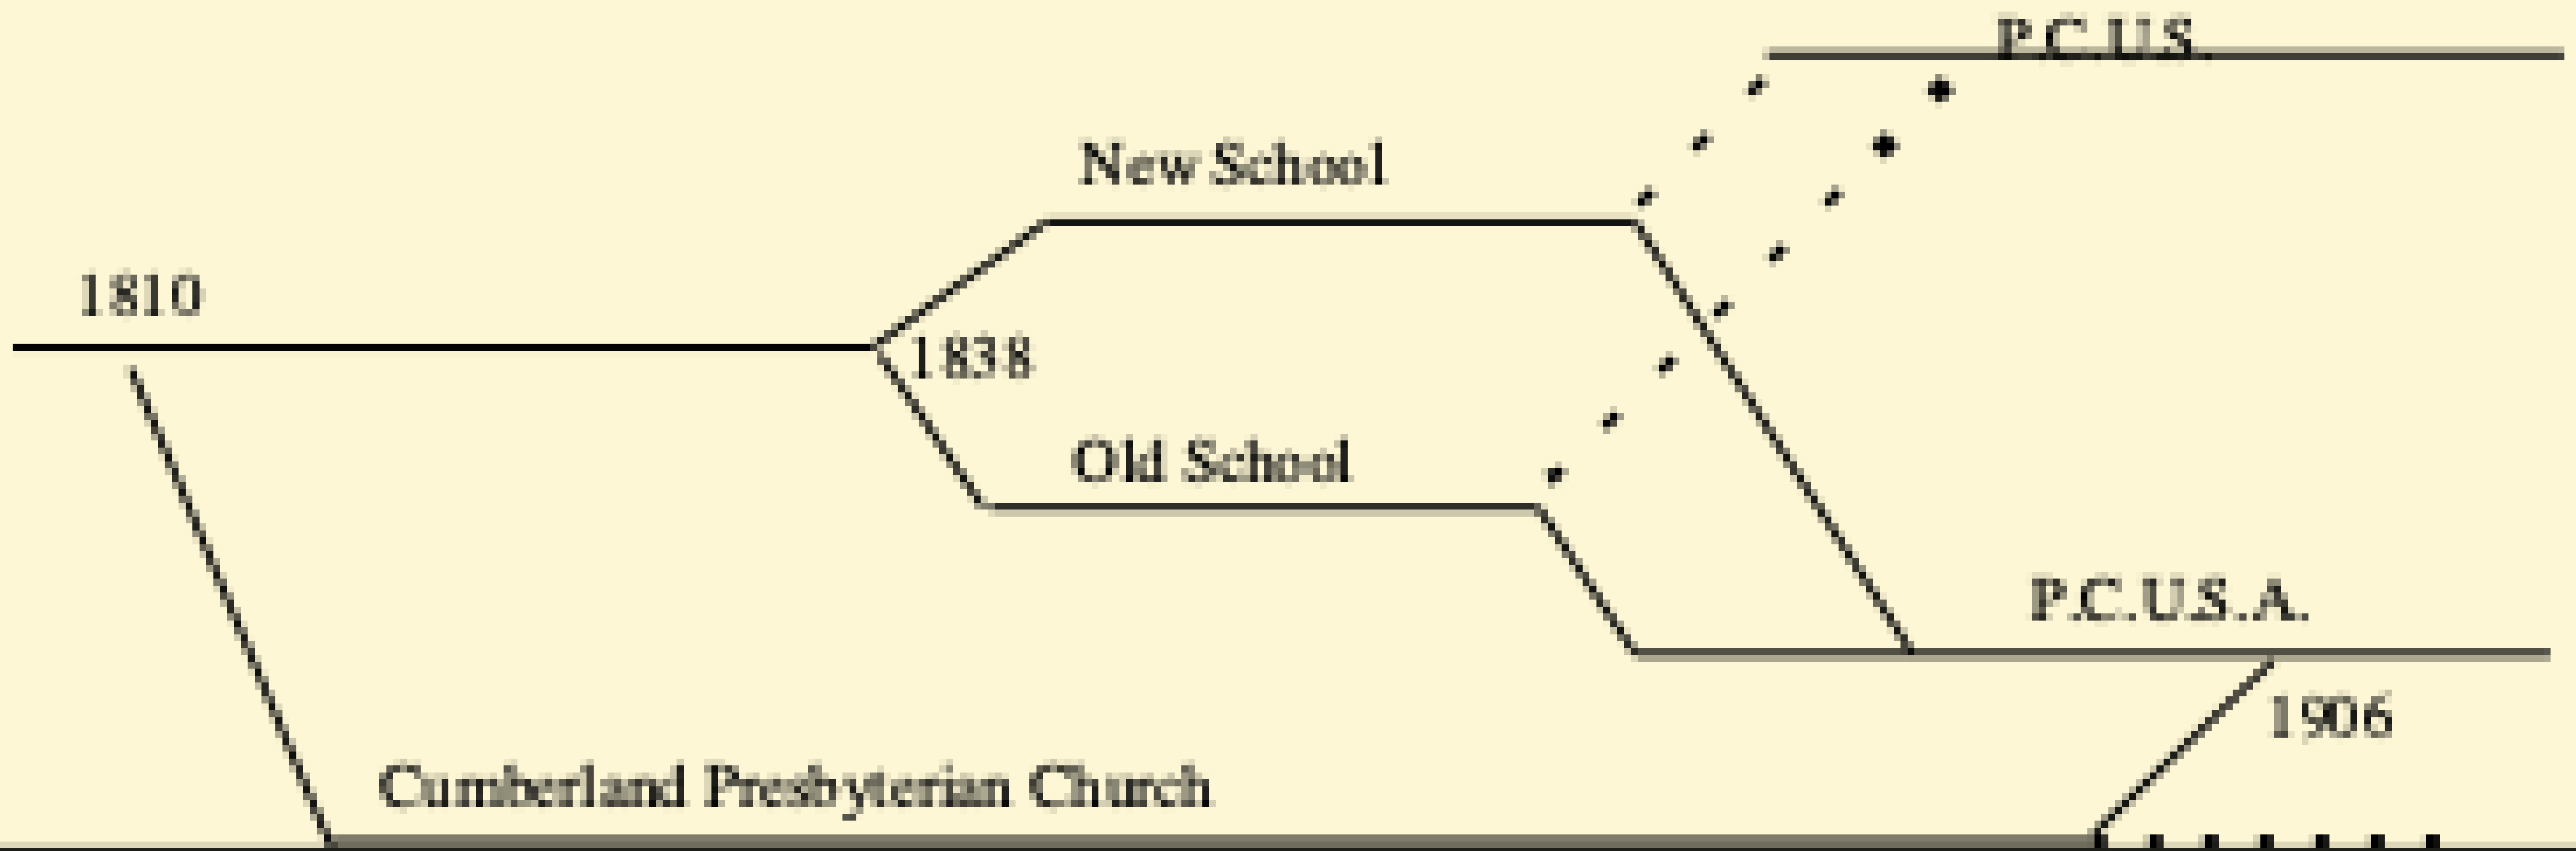 P.C.U.S.
New School
1810
1838
Old School
P.C.U.S.A.
1906
Cumberland Presbyterian Church